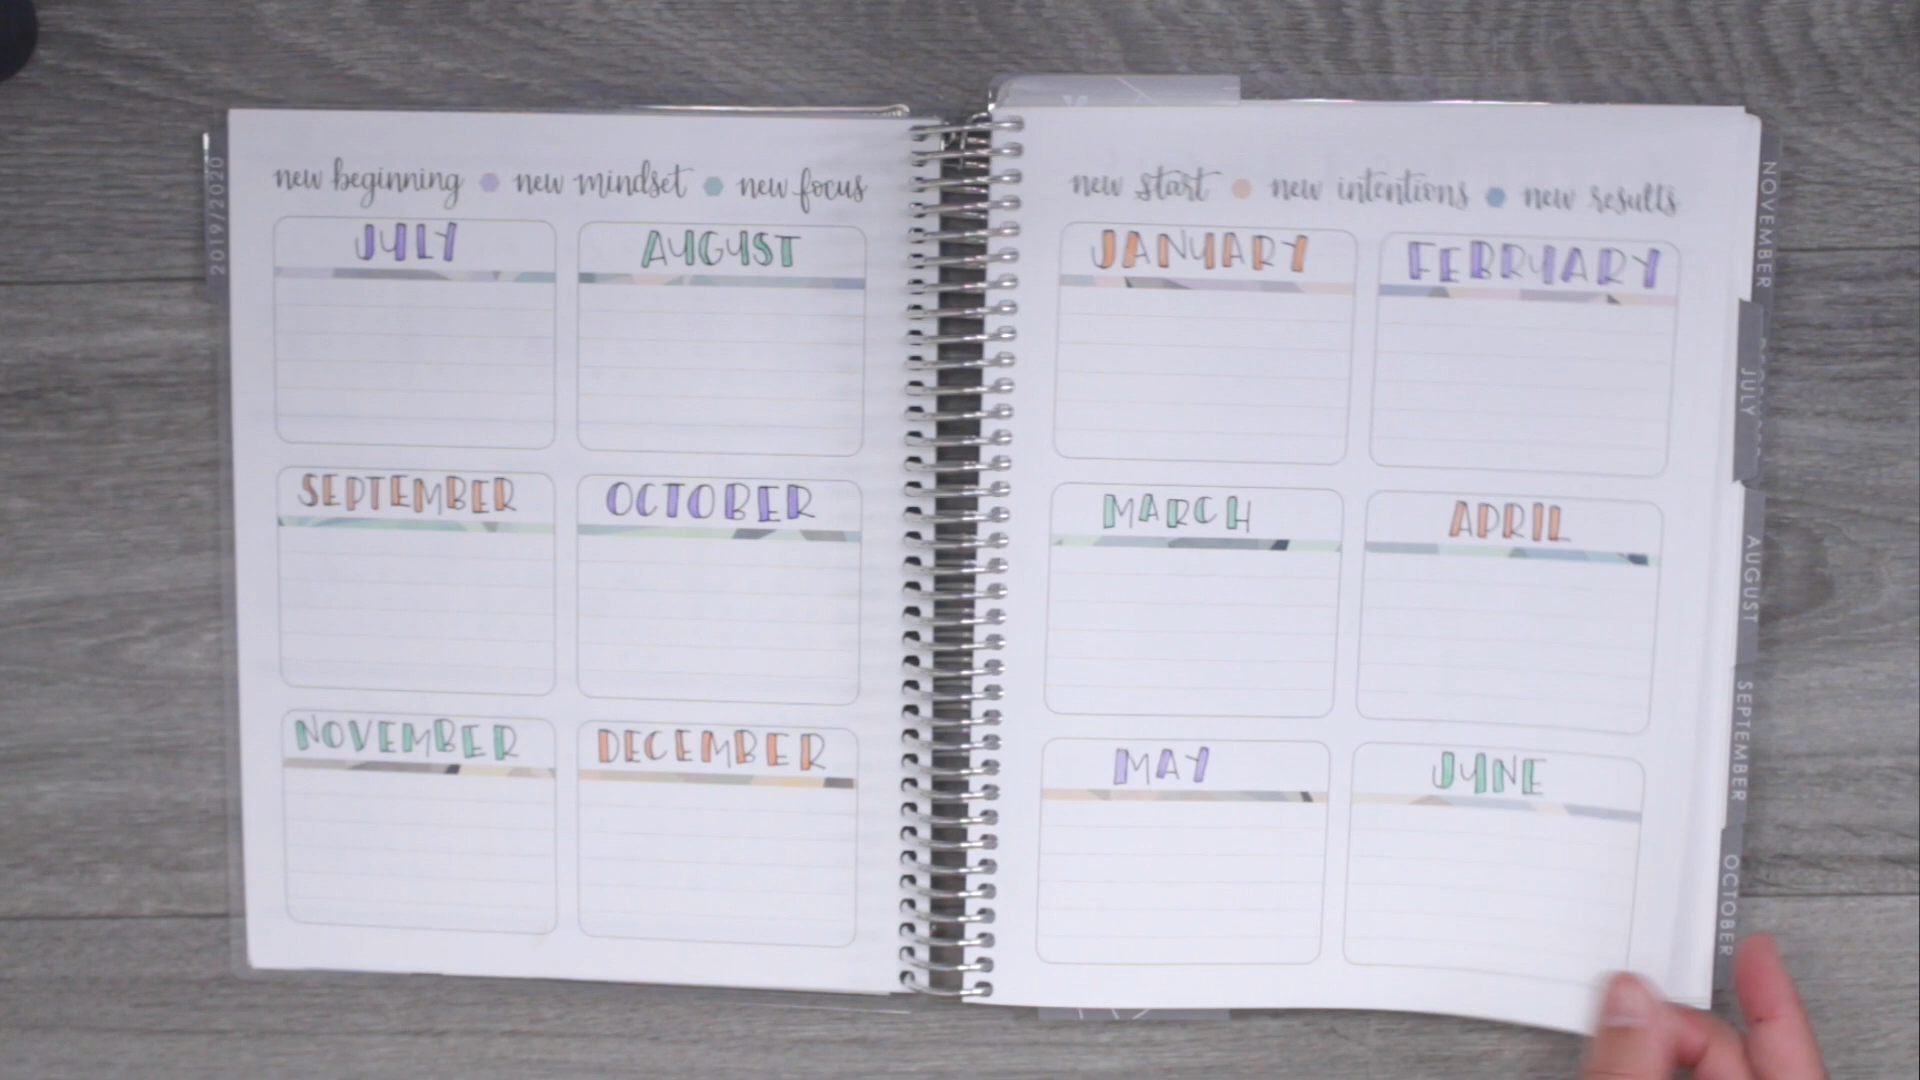 new beginning new mindset new focus
JULY AUGUST
SEPTEMBER OCTOBER
NOVEMBER DECEMBER
new start new intentions new results
JANUARY FEBRUARY
MARCH APRIL
MAY JUNE
2019/2020
NOVEMBER
JULY
AUGUST
SEPTEMBER
OCTOBER